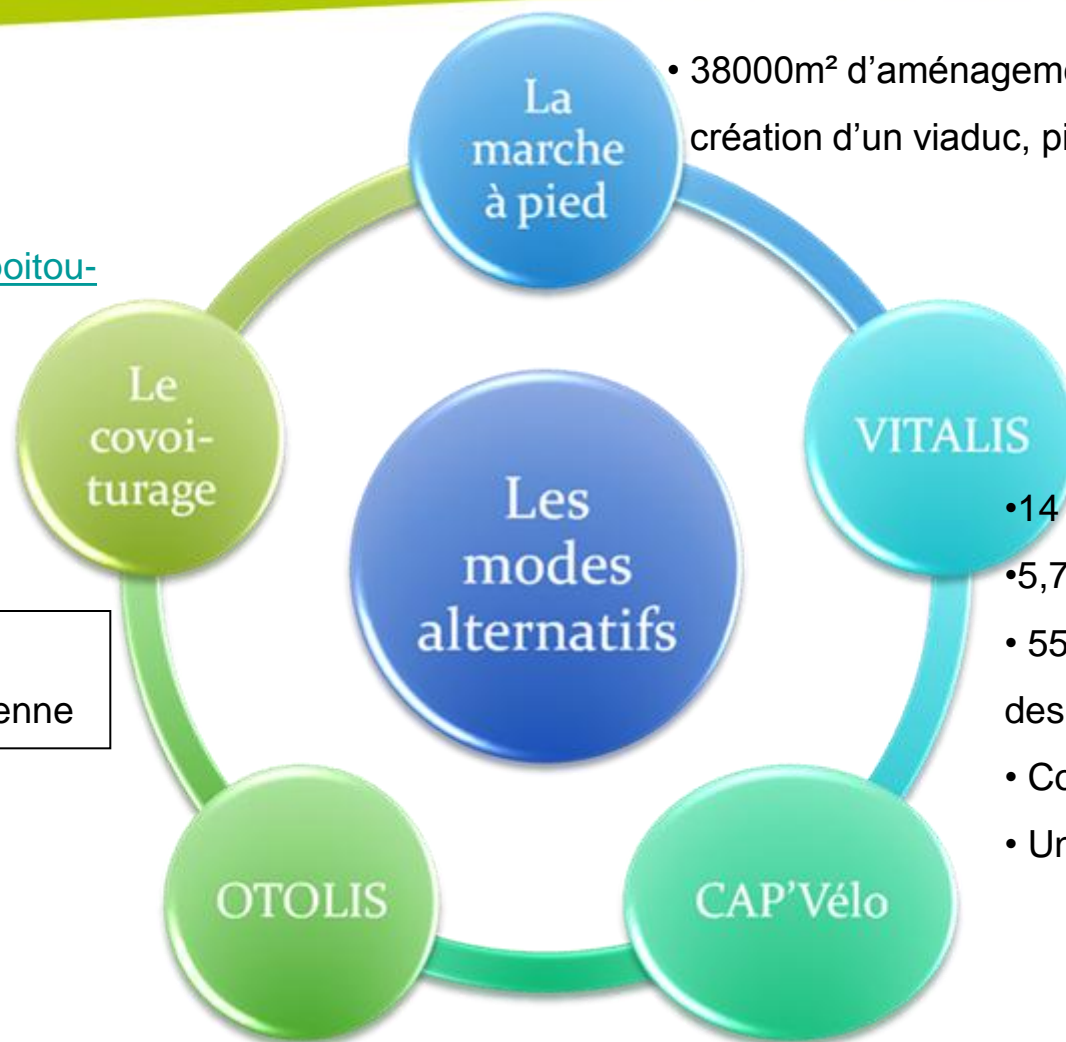 La
marche
à pied
• 38000m² d’aménageme
création d’un viaduc, pi
poitou-
Le
covoi-
turage
VITALIS
Les
modes
alternatifs
•14
•5,7
• 55
des
• Co
• Un
enne
OTOLIS
CAP’Vélo